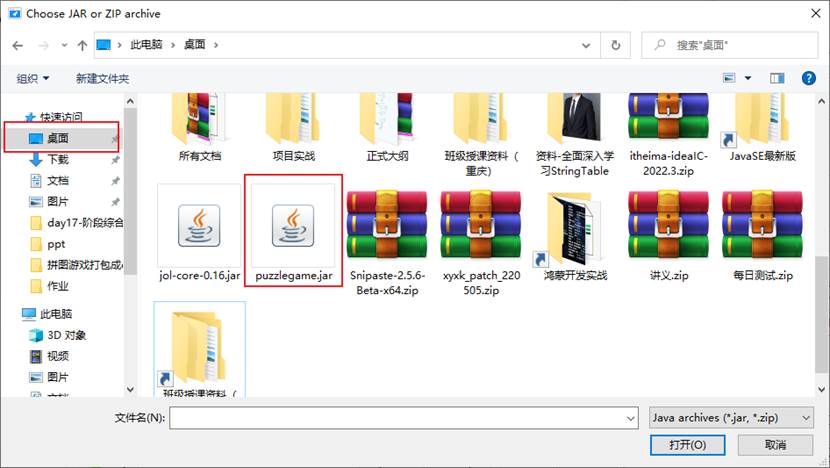 Choose JAR or ZIP archive
此电脑
桌面
搜索"桌面"
组织
新建文件夹
快速访问
桌面
下载
文档
图片
day17-阶段综合
ppt
拼图游戏打包成
作业
此电脑
3D 对象
视频
图片
所有文档
项目实战
正式大纲
班级授课资料（
重庆）
资料-全面深入学
习StringTable
itheima-ideaIC-
2022.3.zip
JavaSE最新版
jol-core-0.16.jar
puzzlegame.jar
Snipaste-2.5.6-
Beta-x64.zip
xyxk_patch_220
505.zip
鸿蒙开发实战
讲义.zip
每日测试.zip
班级授课资料（
文件名(N):
Java archives (*.jar, *.zip)
打开(O)
取消